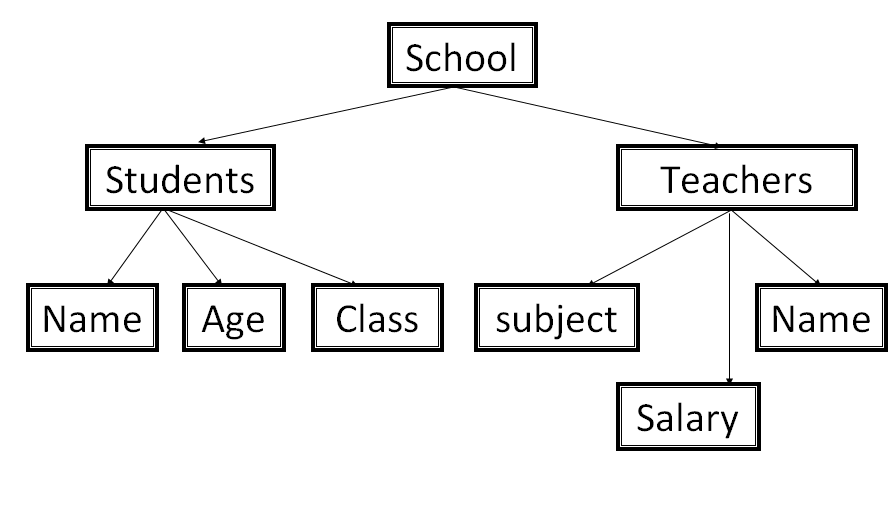 School
Students
Teachers
Name
Age
Class
subject
Name
Salary